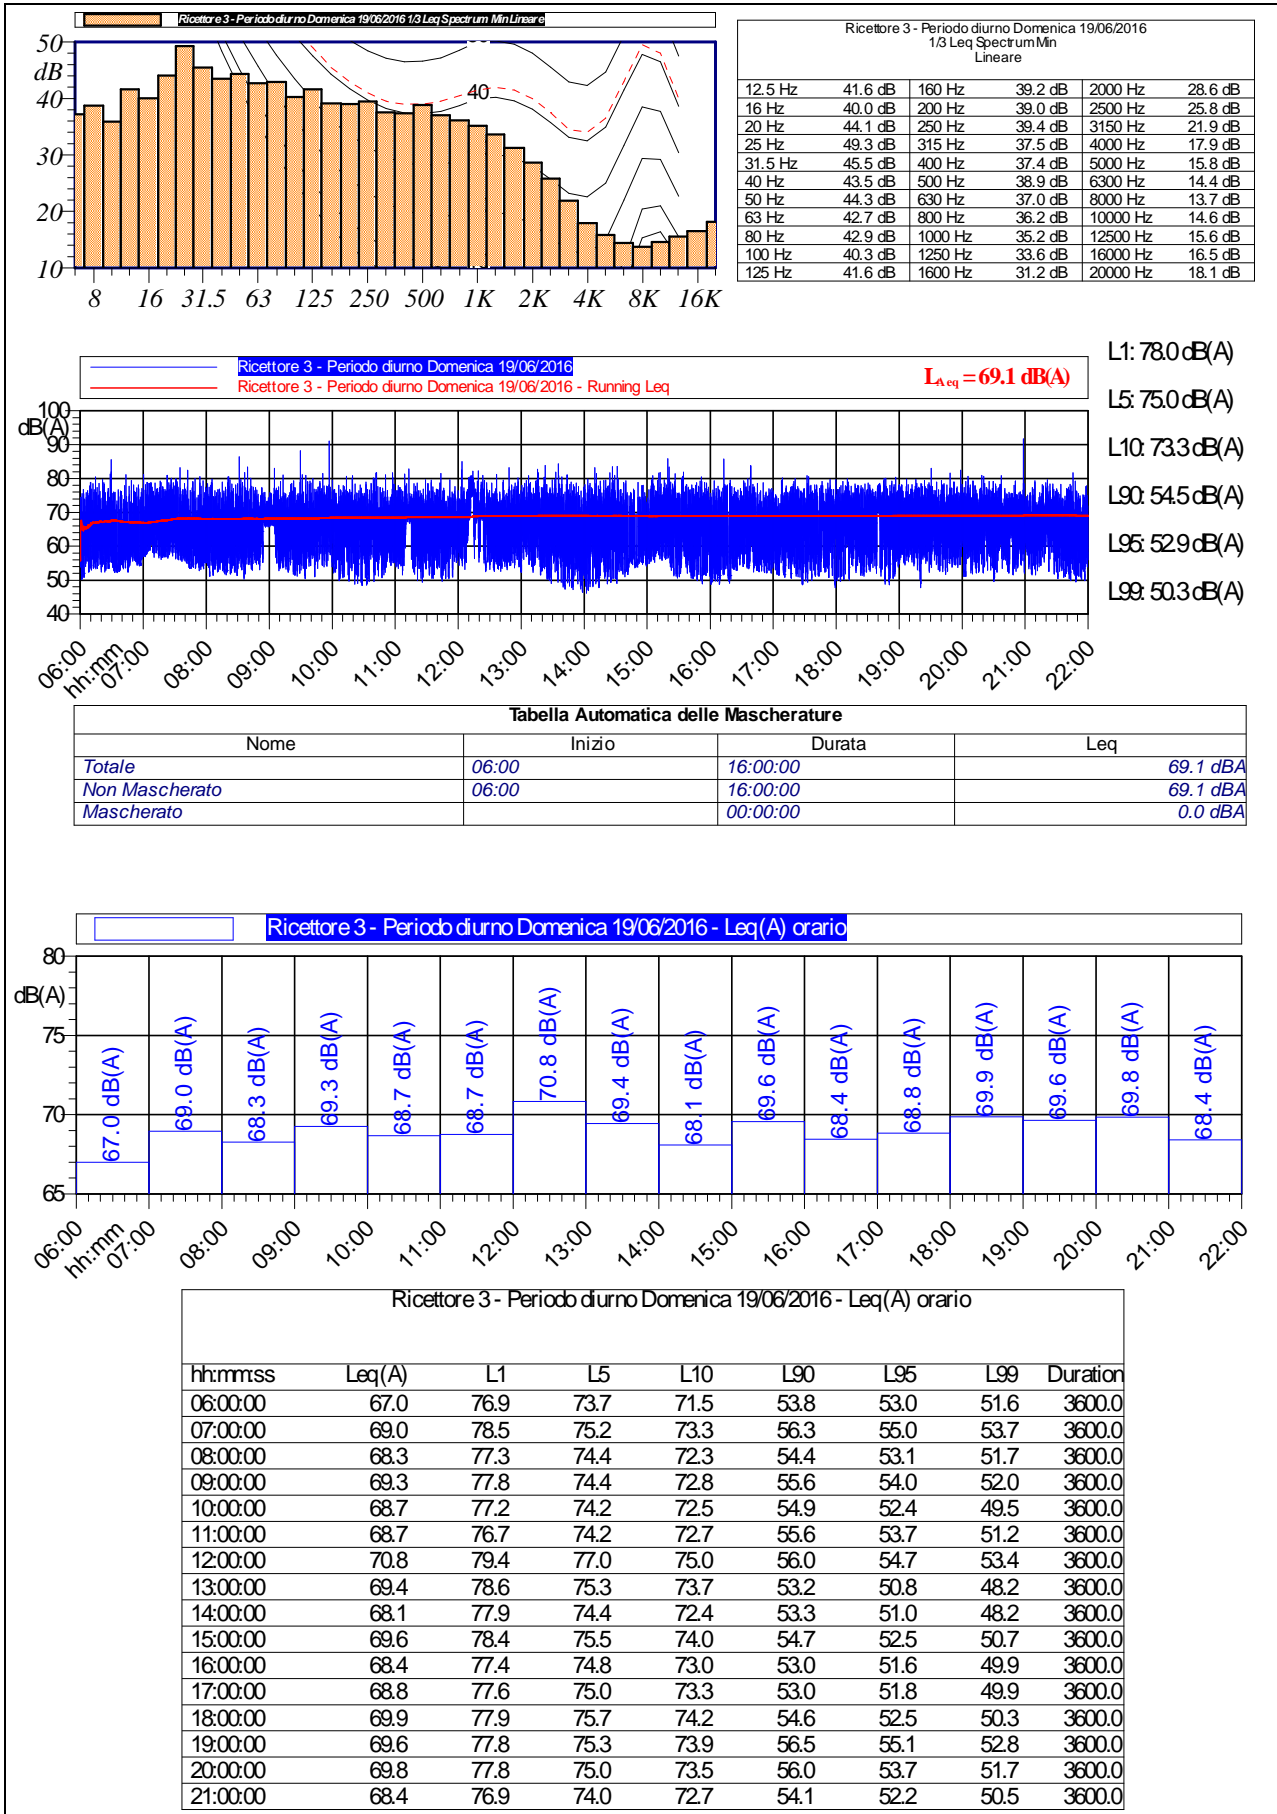 Ricettore 3 - Periodo diurno Domenica 19/06/2016 1/3 Leq Spectrum Min Lineare
50
dB
40
30
20
10
40
8 16 31.5 63 125 250 500 1K 2K 4K 8K 16K
Ricettore 3 - Periodo diurno Domenica 19/06/2016
1/3 Leq Spectrum Min
Lineare
12.5 Hz 41.6 dB 160 Hz 39.2 dB 2000 Hz 28.6 dB
16 Hz 40.0 dB 200 Hz 39.0 dB 2500 Hz 25.8 dB
20 Hz 44.1 dB 250 Hz 39.4 dB 3150 Hz 21.9 dB
25 Hz 49.3 dB 315 Hz 37.5 dB 4000 Hz 17.9 dB
31.5 Hz 45.5 dB 400 Hz 37.4 dB 5000 Hz 15.8 dB
40 Hz 43.5 dB 500 Hz 38.9 dB 6300 Hz 14.4 dB
50 Hz 44.3 dB 630 Hz 37.0 dB 8000 Hz 13.7 dB
63 Hz 42.7 dB 800 Hz 36.2 dB 10000 Hz 14.6 dB
80 Hz 42.9 dB 1000 Hz 35.2 dB 12500 Hz 15.6 dB
100 Hz 40.3 dB 1250 Hz 33.6 dB 16000 Hz 16.5 dB
125 Hz 41.6 dB 1600 Hz 31.2 dB 20000 Hz 18.1 dB
Ricettore 3 - Periodo diurno Domenica 19/06/2016
Ricettore 3 - Periodo diurno Domenica 19/06/2016 - Running Leq
LAeq = 69.1 dB(A)
100
dB(A)
90
80
70
60
50
40
06:00 hh:mm 07:00 08:00 09:00 10:00 11:00 12:00 13:00 14:00 15:00 16:00 17:00 18:00 19:00 20:00 21:00 22:00
L1: 78.0 dB(A)
L5: 75.0 dB(A)
L10: 73.3 dB(A)
L90: 54.5 dB(A)
L95: 52.9 dB(A)
L99: 50.3 dB(A)
Tabella Automatica delle Mascherature
Nome Inizio Durata Leq
Totale 06:00 16:00:00 69.1 dBA
Non Mascherato 06:00 16:00:00 69.1 dBA
Mascherato 00:00:00 0.0 dBA
Ricettore 3 - Periodo diurno Domenica 19/06/2016 - Leq(A) orario
80
dB(A)
75
70
65
67.0 dB(A)
69.0 dB(A)
68.3 dB(A)
69.3 dB(A)
68.7 dB(A)
68.7 dB(A)
70.8 dB(A)
69.4 dB(A)
68.1 dB(A)
69.6 dB(A)
68.4 dB(A)
68.8 dB(A)
69.9 dB(A)
69.6 dB(A)
69.8 dB(A)
68.4 dB(A)
06:00 hh:mm 07:00 08:00 09:00 10:00 11:00 12:00 13:00 14:00 15:00 16:00 17:00 18:00 19:00 20:00 21:00 22:00
Ricettore 3 - Periodo diurno Domenica 19/06/2016 - Leq(A) orario
hh:mm:ss Leq(A) L1 L5 L10 L90 L95 L99 Duration
06:00:00 67.0 76.9 73.7 71.5 53.8 53.0 51.6 3600.0
07:00:00 69.0 78.5 75.2 73.3 56.3 55.0 53.7 3600.0
08:00:00 68.3 77.3 74.4 72.3 54.4 53.1 51.7 3600.0
09:00:00 69.3 77.8 74.4 72.8 55.6 54.0 52.0 3600.0
10:00:00 68.7 77.2 74.2 72.5 54.9 52.4 49.5 3600.0
11:00:00 68.7 76.7 74.2 72.7 55.6 53.7 51.2 3600.0
12:00:00 70.8 79.4 77.0 75.0 56.0 54.7 53.4 3600.0
13:00:00 69.4 78.6 75.3 73.7 53.2 50.8 48.2 3600.0
14:00:00 68.1 77.9 74.4 72.4 53.3 51.0 48.2 3600.0
15:00:00 69.6 78.4 75.5 74.0 54.7 52.5 50.7 3600.0
16:00:00 68.4 77.4 74.8 73.0 53.0 51.6 49.9 3600.0
17:00:00 68.8 77.6 75.0 73.3 53.0 51.8 49.9 3600.0
18:00:00 69.9 77.9 75.7 74.2 54.6 52.5 50.3 3600.0
19:00:00 69.6 77.8 75.3 73.9 56.5 55.1 52.8 3600.0
20:00:00 69.8 77.8 75.0 73.5 56.0 53.7 51.7 3600.0
21:00:00 68.4 76.9 74.0 72.7 54.1 52.2 50.5 3600.0